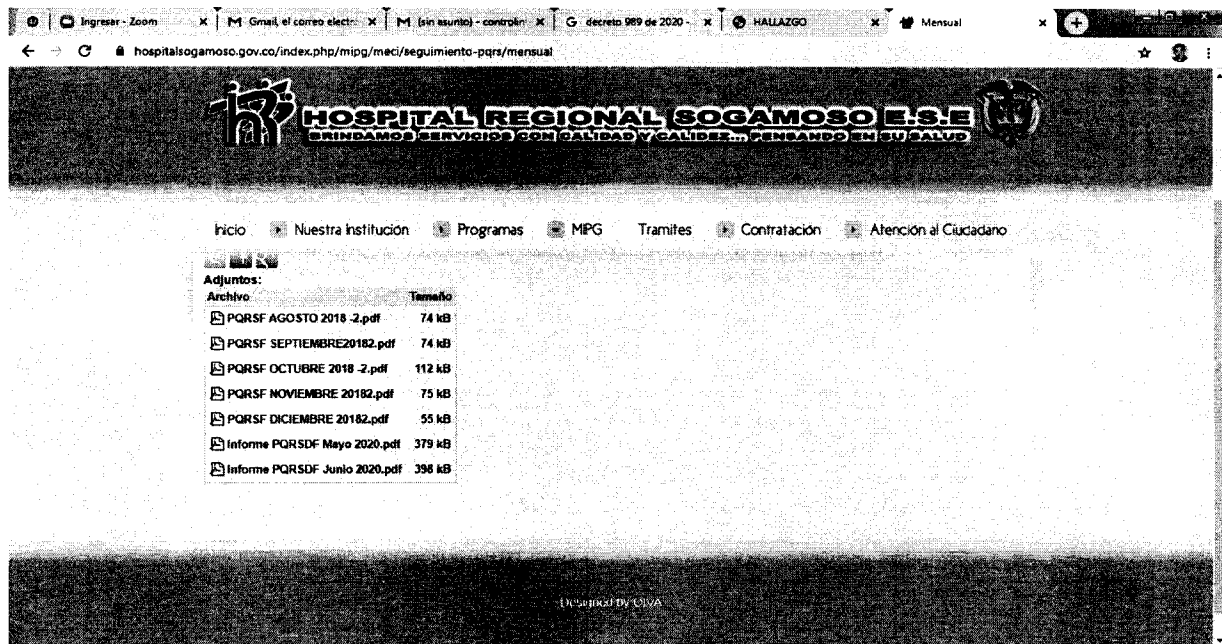 Ingresar - Zoom
Gmail, el correo electr
(sin asunto) - controlin
decreto 989 de 2020 -
HALLAZGO
Mensual
hospitalsogamoso.gov.co/index.php/mipg/meci/seguimiento-pqrs/mensual
HOSPITAL REGIONAL SOGAMOSO E.S.E
BRINDAMOS SERVICIOS CON CALIDAD Y CALIDEZ... PENSANDO EN SU SALUD
Inicio Nuestra Institución Programas MIPG Tramites Contratación Atención al Ciudadano
Adjuntos:
Archivo Tamaño
PQRSF AGOSTO 2018 -2.pdf 74 kB
PQRSF SEPTIEMBRE20182.pdf 74 kB
PQRSF OCTUBRE 2018 -2.pdf 112 kB
PQRSF NOVIEMBRE 20182.pdf 75 kB
PQRSF DICIEMBRE 20182.pdf 55 kB
Informe PQRSDF Mayo 2020.pdf 379 kB
Informe PQRSDF Junio 2020.pdf 398 kB
Designed by